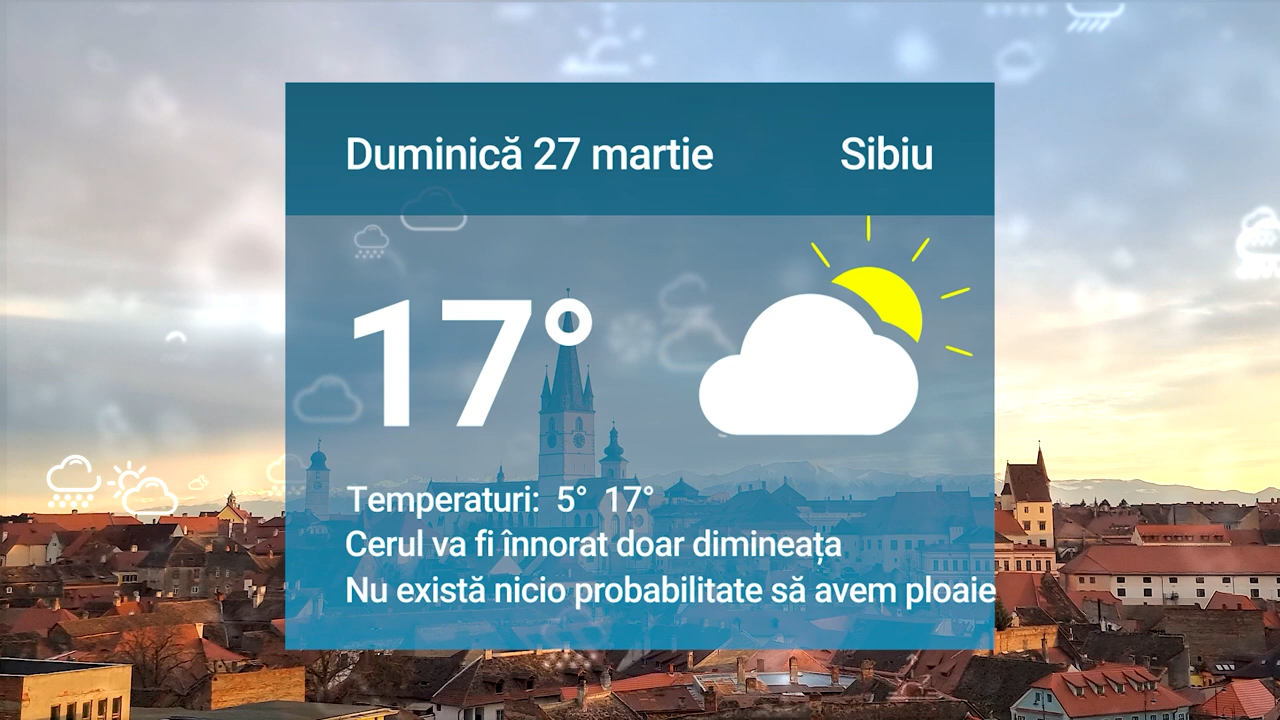 Duminică 27 martie Sibiu
17°
Temperaturi: 5° 17°
Cerul va fi înnorat doar dimineața
Nu există nicio probabilitate să avem ploaie